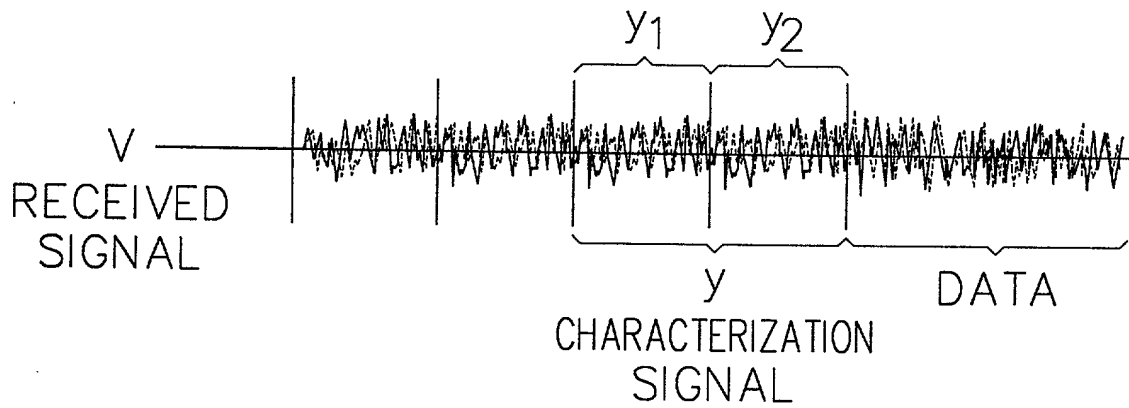 y1 y2
V
RECEIVED
SIGNAL
y
DATA
CHARACTERIZATION
SIGNAL